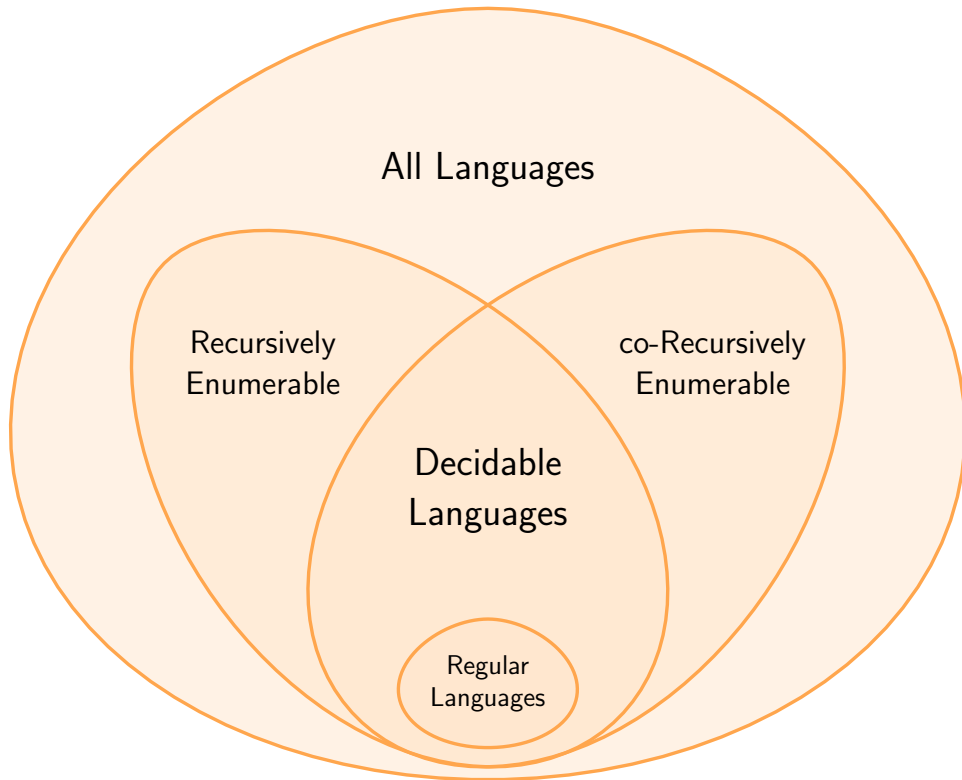 All Languages
Recursively
Enumerable
co-Recursively
Enumerable
Decidable
Languages
Regular
Languages